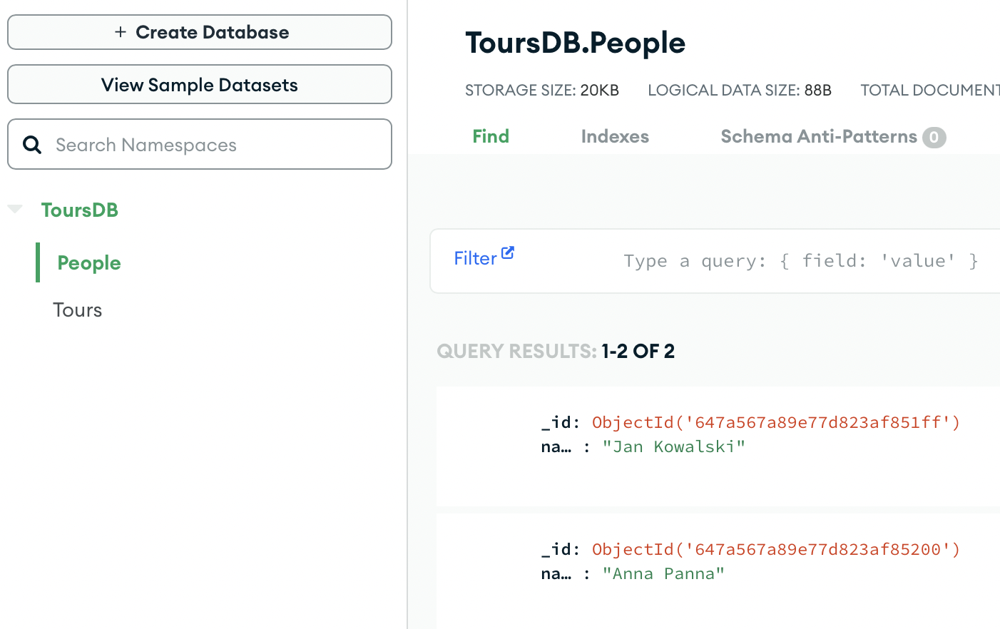 + Create Database
View Sample Datasets
Search Namespaces
ToursDB
People
Tours
ToursDB.People
STORAGE SIZE: 20KB LOGICAL DATA SIZE: 88B TOTAL DOCUMENT
Find Indexes Schema Anti-Patterns 0
Filter Type a query: { field: 'value' }
QUERY RESULTS: 1-2 OF 2
_id: ObjectId('647a567a89e77d823af851ff')
na… : "Jan Kowalski"
_id: ObjectId('647a567a89e77d823af85200')
na… : "Anna Panna"